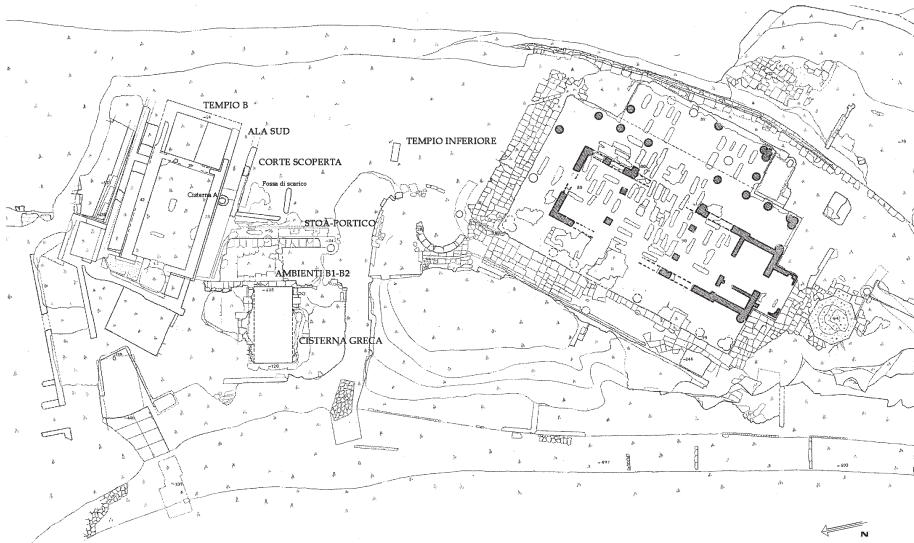 TEMPIO B
ALA SUD
CORTE SCOPERTA
TEMPIO INFERIORE
Cisterna A
Fossa di scarico
STOÀ-PORTICO
AMBIENTI B1-B2
CISTERNA GRECA
N